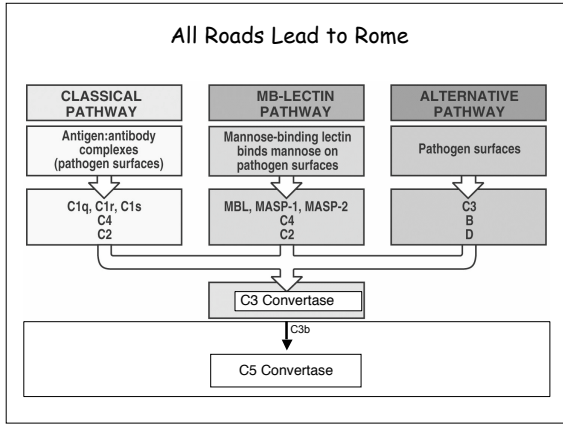 All Roads Lead to Rome
CLASSICAL
PATHWAY
Antigen:antibody
complexes
(pathogen surfaces)
C1q, C1r, C1s
C4
C2
MB-LECTIN
PATHWAY
Mannose-binding lectin
binds mannose on
pathogen surfaces
MBL, MASP-1, MASP-2
C4
C2
ALTERNATIVE
PATHWAY
Pathogen surfaces
C3
B
D
C3 Convertase
C3b
C5 Convertase